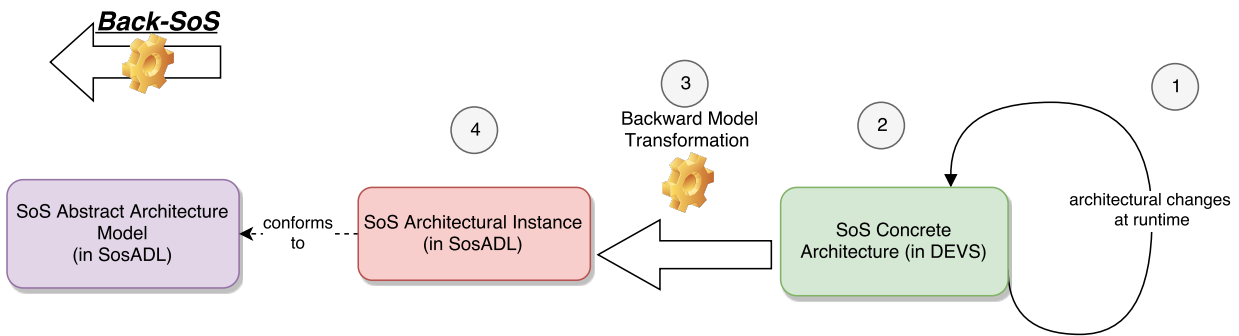 Back-SoS
1
3
Backward Model
Transformation
2
4
SoS Abstract Architecture
Model
(in SosADL)
conforms
to
SoS Architectural Instance
(in SosADL)
SoS Concrete
Architecture (in DEVS)
architectural changes
at runtime